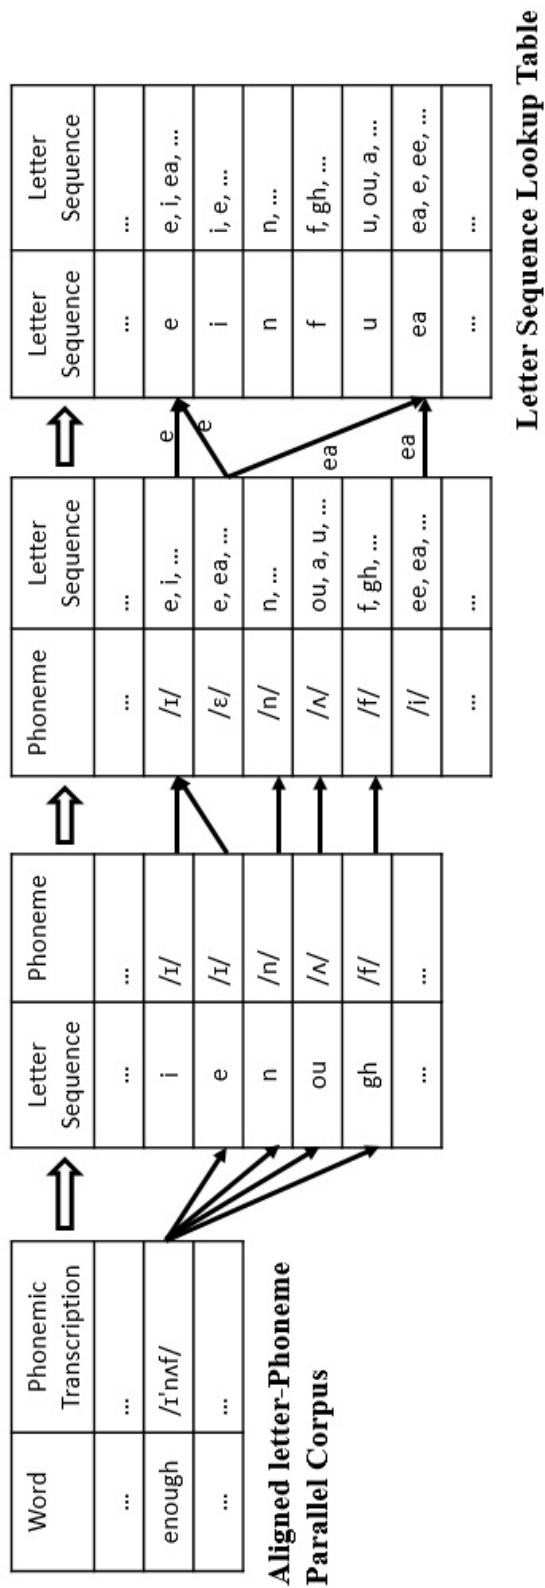 Word Phonemic Transcription
... ...
enough /ɪ'nʌf/
... ...
Aligned letter-Phoneme
Parallel Corpus
Letter Sequence Phoneme
... ...
i /ɪ/
e /ɪ/
n /n/
ou /ʌ/
gh /f/
... ...
Phoneme Letter Sequence
... ...
/ɪ/ e, i, ...
/ɛ/ e, ea, ...
/n/ n, ...
/ʌ/ ou, a, u, ...
/f/ f, gh, ...
/i/ ee, ea, ...
... ...
e
e
ea
ea
Letter Sequence Letter Sequence
... ...
e e, i, ea, ...
i i, e, ...
n n, ...
f f, gh, ...
u u, ou, a, ...
ea ea, e, ee, ...
... ...
Letter Sequence Lookup Table